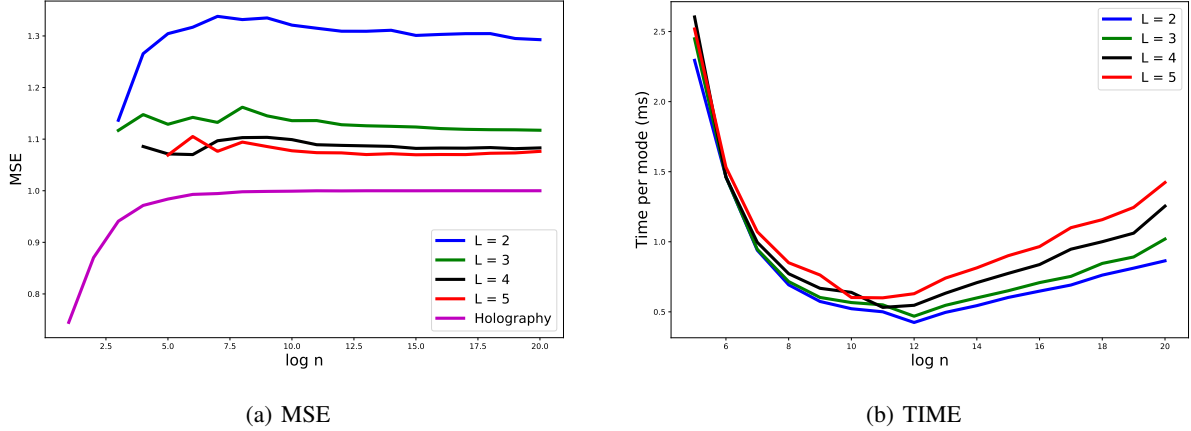 MSE
1.3
1.2
1.1
1.0
0.9
0.8
2.5
5.0
7.5
10.0
12.5
15.0
17.5
20.0
log n
L = 2
L = 3
L = 4
L = 5
Holography
(a) MSE
Time per mode (ms)
2.5
2.0
1.5
1.0
0.5
6
8
10
12
14
16
18
20
log n
L = 2
L = 3
L = 4
L = 5
(b) TIME